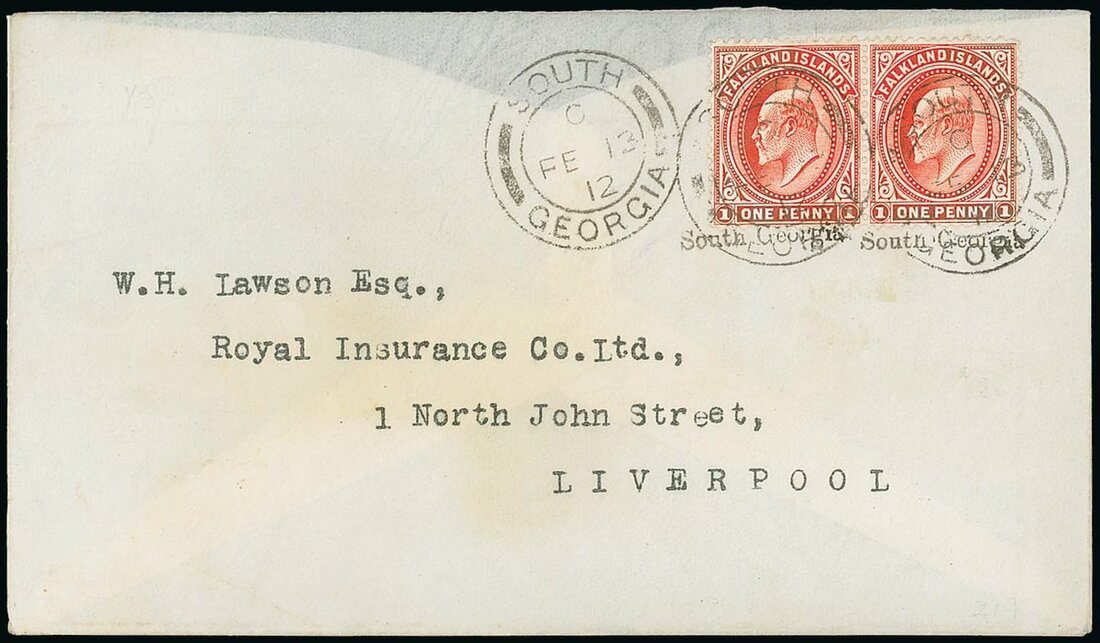 SOUTH
C
FE 13
12
GEORGIA
FALKLAND ISLANDS
1 ONE PENNY 1
FALKLAND ISLANDS
1 ONE PENNY 1
South Georgia South Georgia
GEORGIA
W.H. Lawson Esq.,
Royal Insurance Co.Ltd.,
1 North John Street,
LIVERPOOL